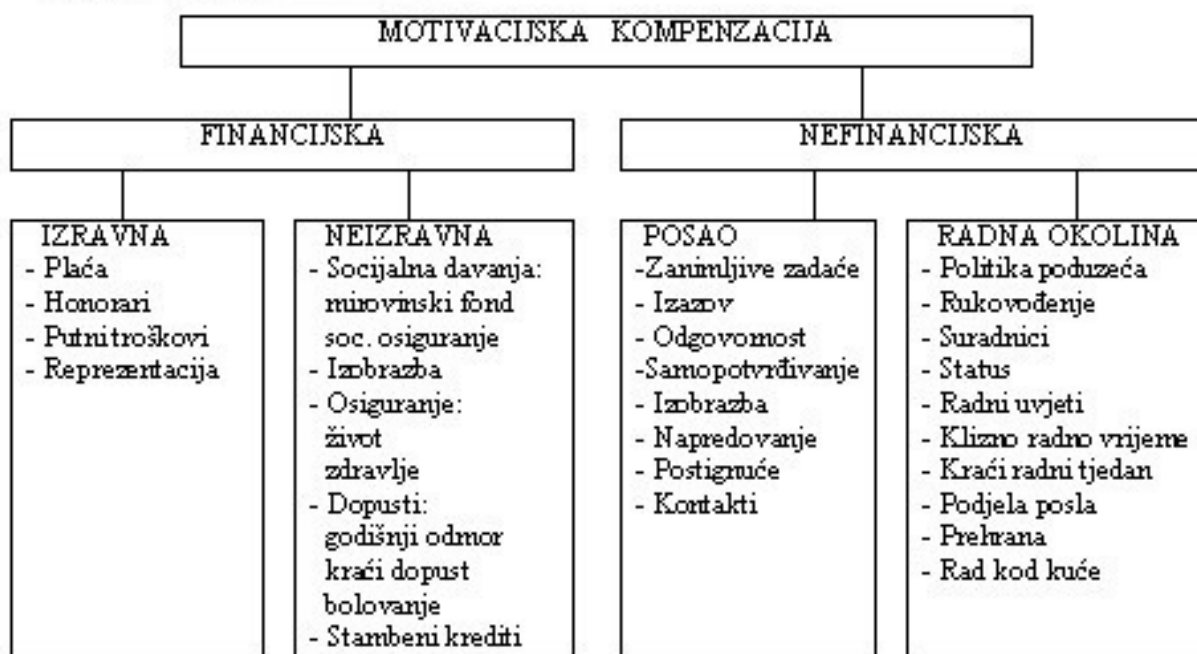 MOTIVACIJSKA KOMPENZACIJA
FINANCIJSKA
NEFINANCIJSKA
IZRAVNA
- Plaća
- Honorari
- Putni troškovi
- Reprezentacija
NEIZRAVNA
- Socijalna davanja:
mirovinski fond
soc. osiguranje
- Izobrazba
- Osiguranje:
život
zdravlje
- Dopusti:
godišnji odmor
kraći dopust
bolovanje
- Stambeni krediti
POSAO
-Zanimljive zadaće
- Izazov
- Odgovornost
-Samopotvrđivanje
- Izobrazba
- Napredovanje
- Postignuće
- Kontakti
RADNA OKOLINA
- Politika poduzeća
- Rukovođenje
- Suradnici
- Status
- Radni uvjeti
- Klizno radno vrijeme
- Kraći radni tjedan
- Podjela posla
- Prehrana
- Rad kod kuće